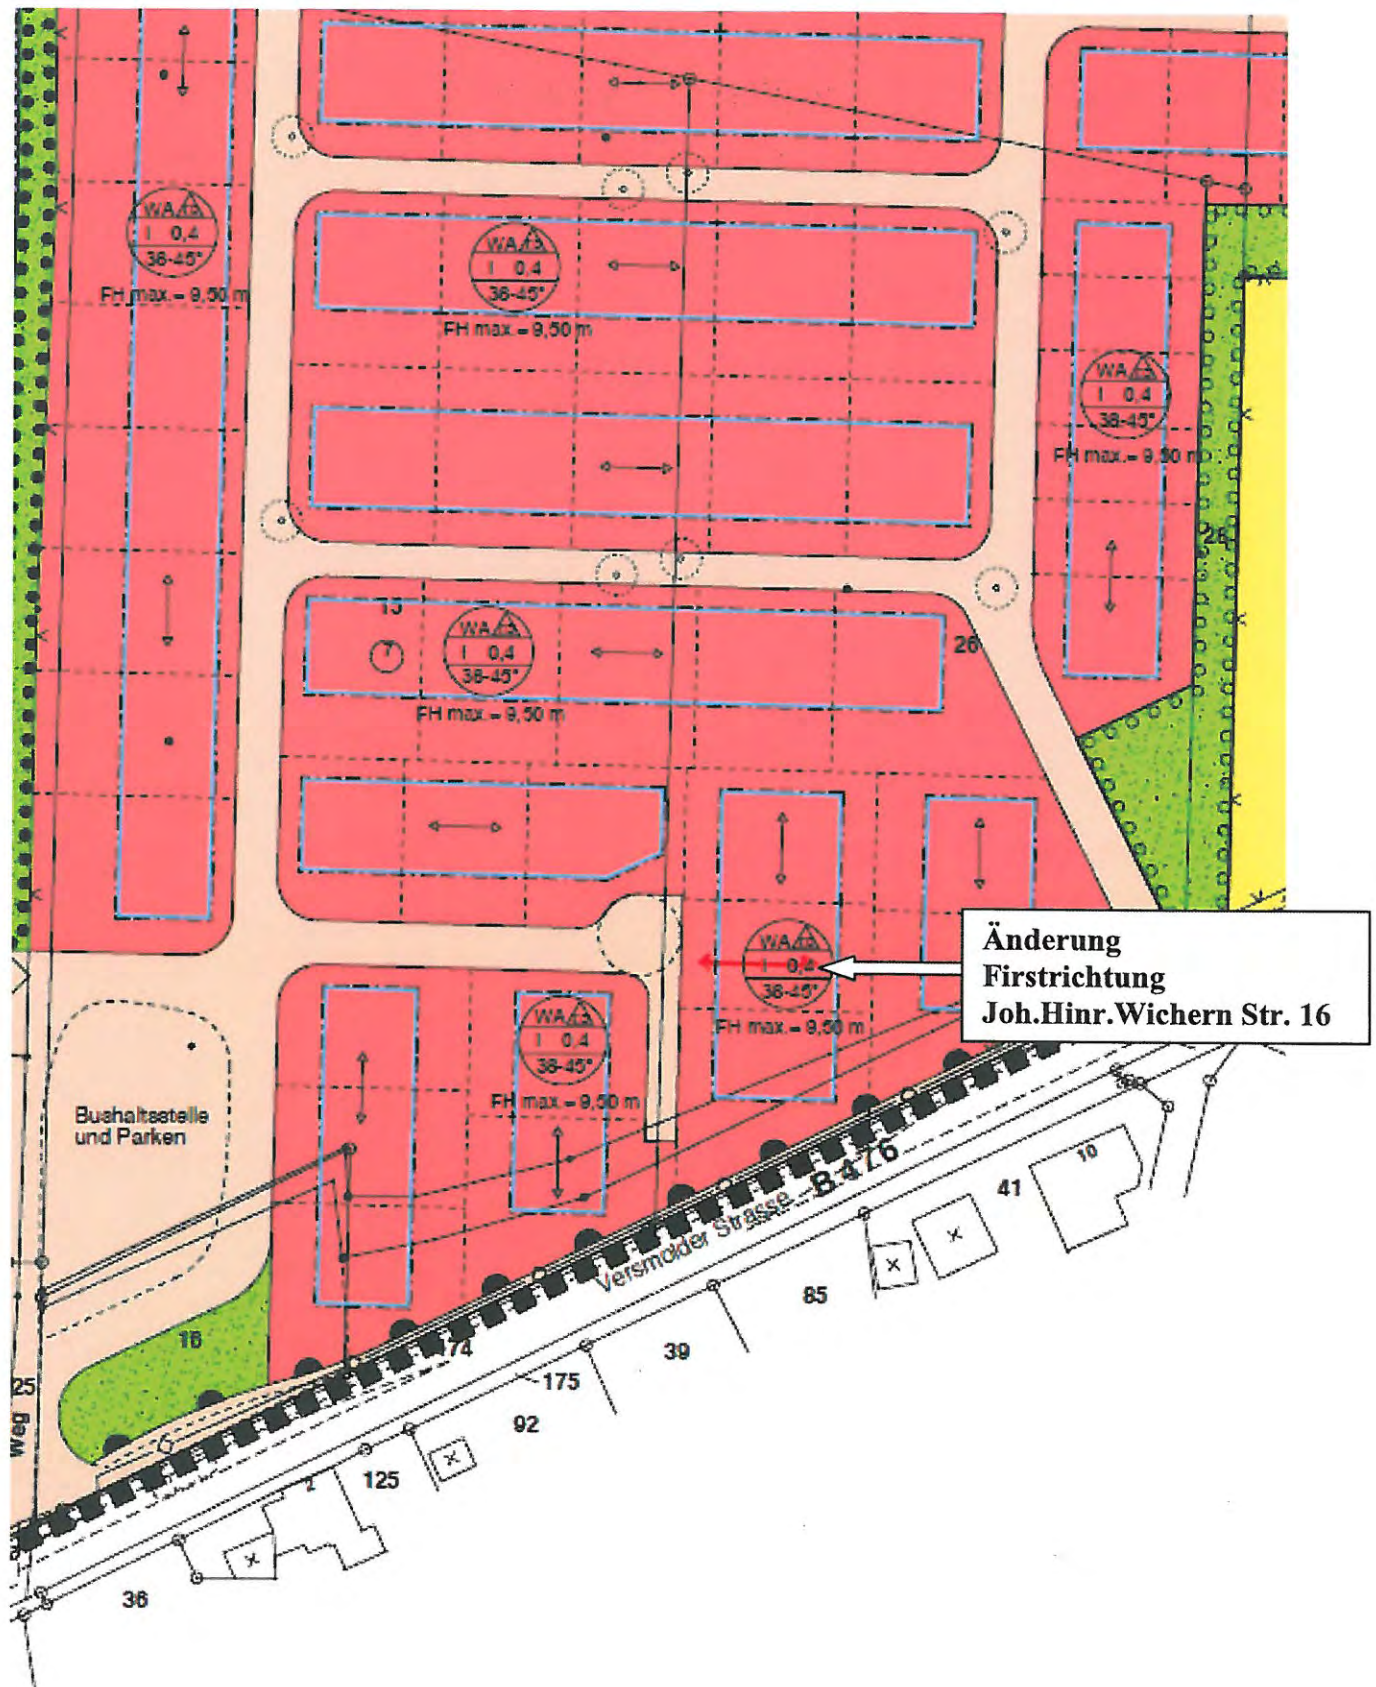 WA
I 0,4
38-45°
FH max.= 9,50 m
WA
I 0,4
38-45°
FH max.= 9,50 m
WA
I 0,4
38-45°
FH max.= 9,50 m
15
7
WA
I 0,4
38-45°
FH max.= 9,50 m
26
WA
I 0,4
38-45°
FH max.= 9,50 m
Änderung
Firstrichtung
Joh.Hinr.Wichern Str. 16
WA
I 0,4
38-45°
FH max.= 9,50 m
Bushaltestelle
und Parken
Versmolder Strasse
B 476
10
41
85
39
16
174
175
92
25
Weg
125
2
36